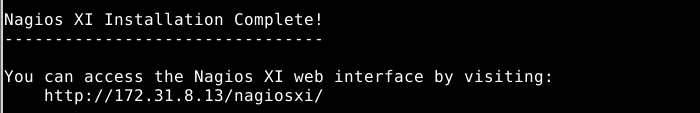 Nagios XI Installation Complete!
--------------------------------
You can access the Nagios XI web interface by visiting:
http://172.31.8.13/nagiosxi/